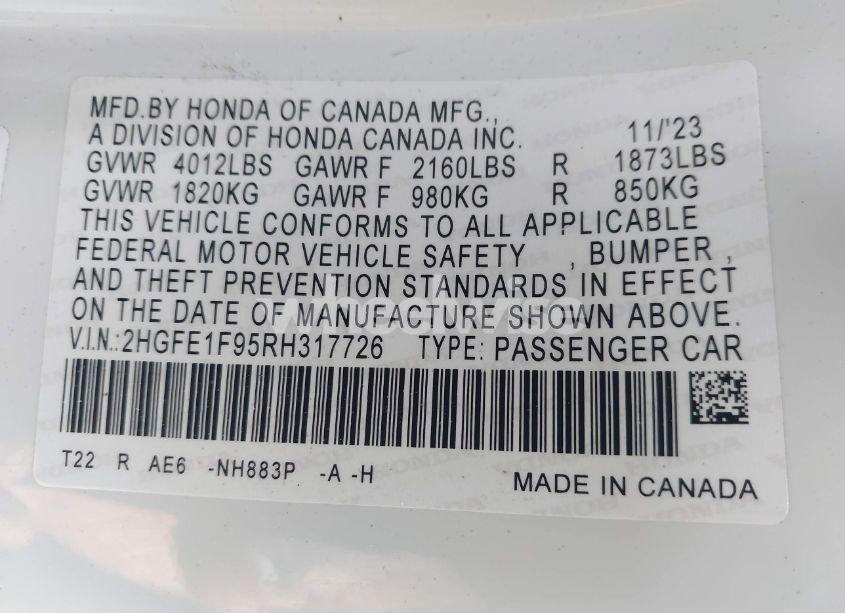 MFD.BY HONDA OF CANADA MFG.,
A DIVISION OF HONDA CANADA INC. 11/'23
GVWR 4012LBS GAWR F 2160LBS R 1873LBS
GVWR 1820KG GAWR F 980KG R 850KG
THIS VEHICLE CONFORMS TO ALL APPLICABLE
FEDERAL MOTOR VEHICLE SAFETY , BUMPER ,
AND THEFT PREVENTION STANDARDS IN EFFECT
ON THE DATE OF MANUFACTURE SHOWN ABOVE.
V.I.N.:2HGFE1F95RH317726 TYPE: PASSENGER CAR
T22 R AE6 -NH883P -A -H
MADE IN CANADA